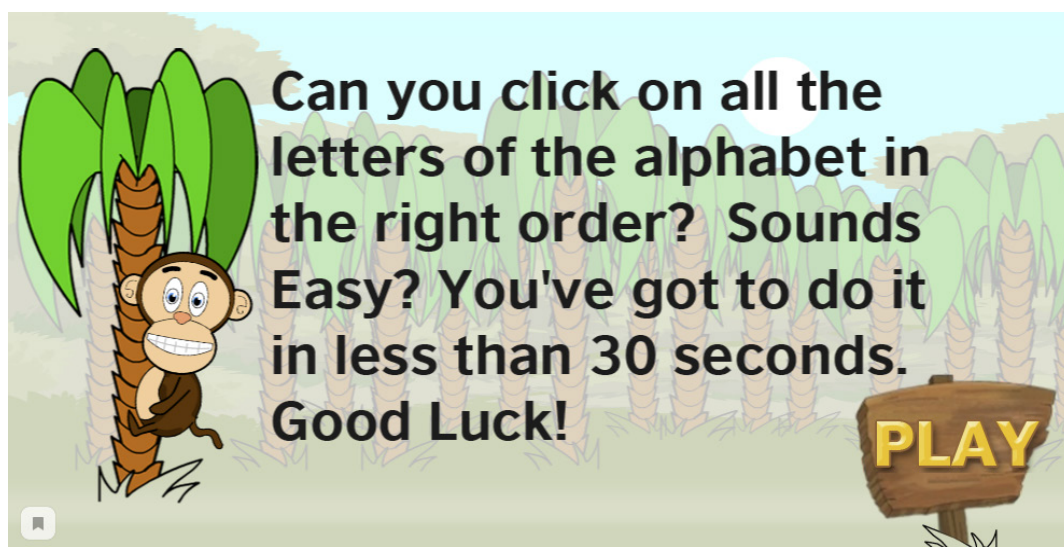 Can you click on all the
letters of the alphabet in
the right order?  Sounds
Easy? You've got to do it
in less than 30 seconds.
Good Luck!
PLAY